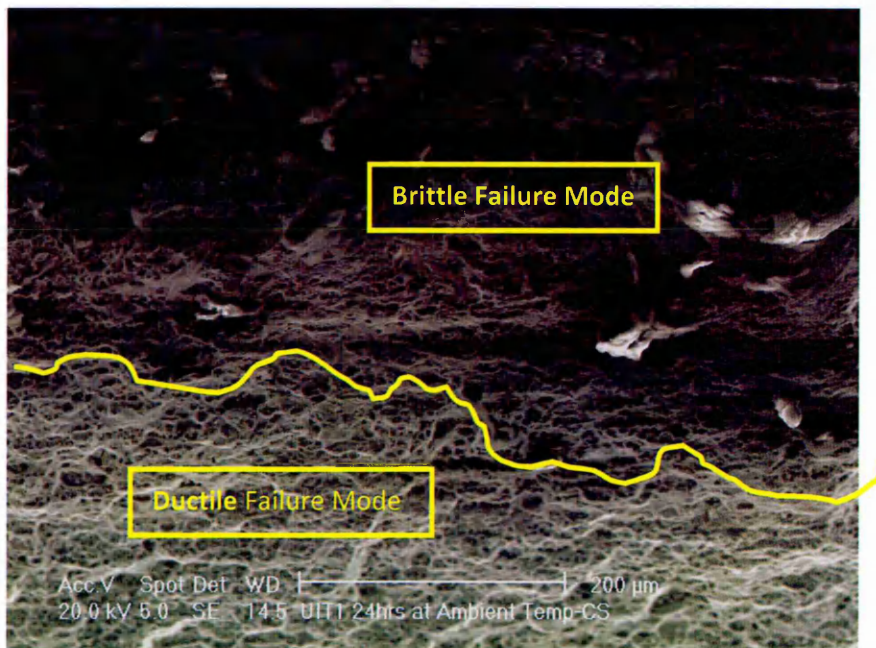 Brittle Failure Mode
Ductile Failure Mode
Acc.V Spot Det WD 200 µm
20.0 kV 5.0 SE 14.5 UIT1 24hrs at Ambient Temp-CS